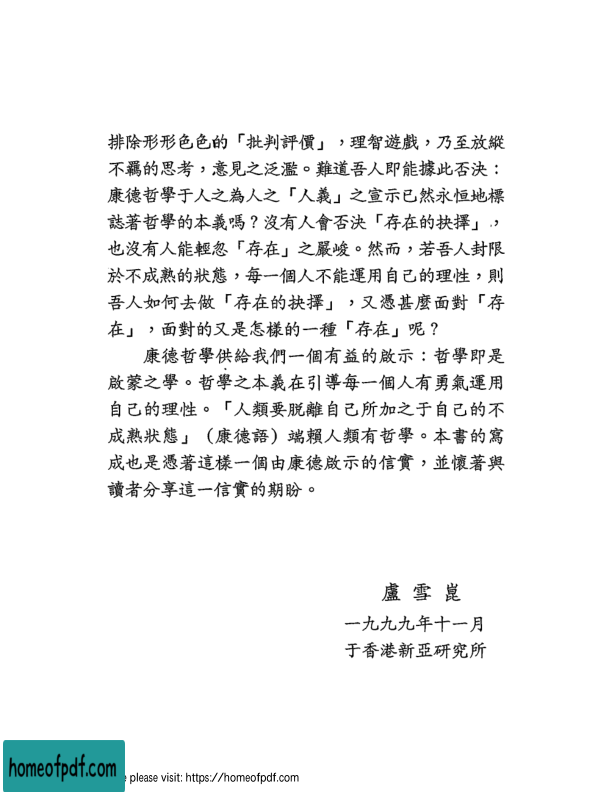 排除形形色色的「批判評價」，理智遊戲，乃至放縱
不羈的思考，意見之泛濫。難道吾人即能據此否決：
康德哲學于人之為人之「人義」之宣示已然永恒地標
誌著哲學的本義嗎？沒有人會否決「存在的抉擇」，
也沒有人能輕忽「存在」之嚴峻。然而，若吾人封限
於不成熟的狀態，每一個人不能運用自己的理性，則
吾人如何去做「存在的抉擇」，又憑甚麼面對「存
在」，面對的又是怎樣的一種「存在」呢？
康德哲學供給我們一個有益的啟示：哲學即是
啟蒙之學。哲學之本義在引導每一個人有勇氣運用
自己的理性。「人類要脫離自己所加之于自己的不
成熟狀態」（康德語）端賴人類有哲學。本書的寫
成也是憑著這樣一個由康德啟示的信實，並懷著與
讀者分享這一信實的期盼。
盧雪崑
一九九九年十一月
于香港新亞研究所
homeofpdf.com
please visit: https://homeofpdf.com